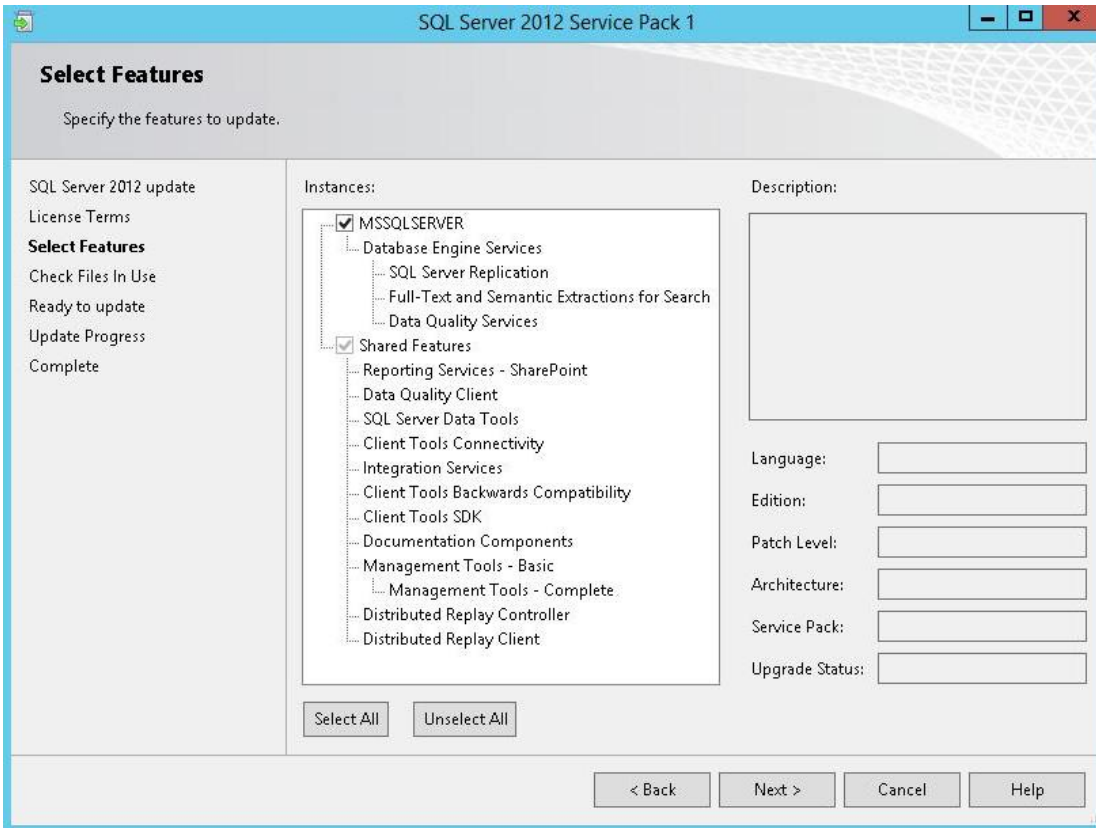 SQL Server 2012 Service Pack 1
Select Features
Specify the features to update.
SQL Server 2012 update
License Terms
Select Features
Check Files In Use
Ready to update
Update Progress
Complete
Instances:
MSSQLSERVER
Database Engine Services
SQL Server Replication
Full-Text and Semantic Extractions for Search
Data Quality Services
Shared Features
Reporting Services - SharePoint
Data Quality Client
SQL Server Data Tools
Client Tools Connectivity
Integration Services
Client Tools Backwards Compatibility
Client Tools SDK
Documentation Components
Management Tools - Basic
Management Tools - Complete
Distributed Replay Controller
Distributed Replay Client
Select All
Unselect All
Description:
Language:
Edition:
Patch Level:
Architecture:
Service Pack:
Upgrade Status:
< Back
Next >
Cancel
Help